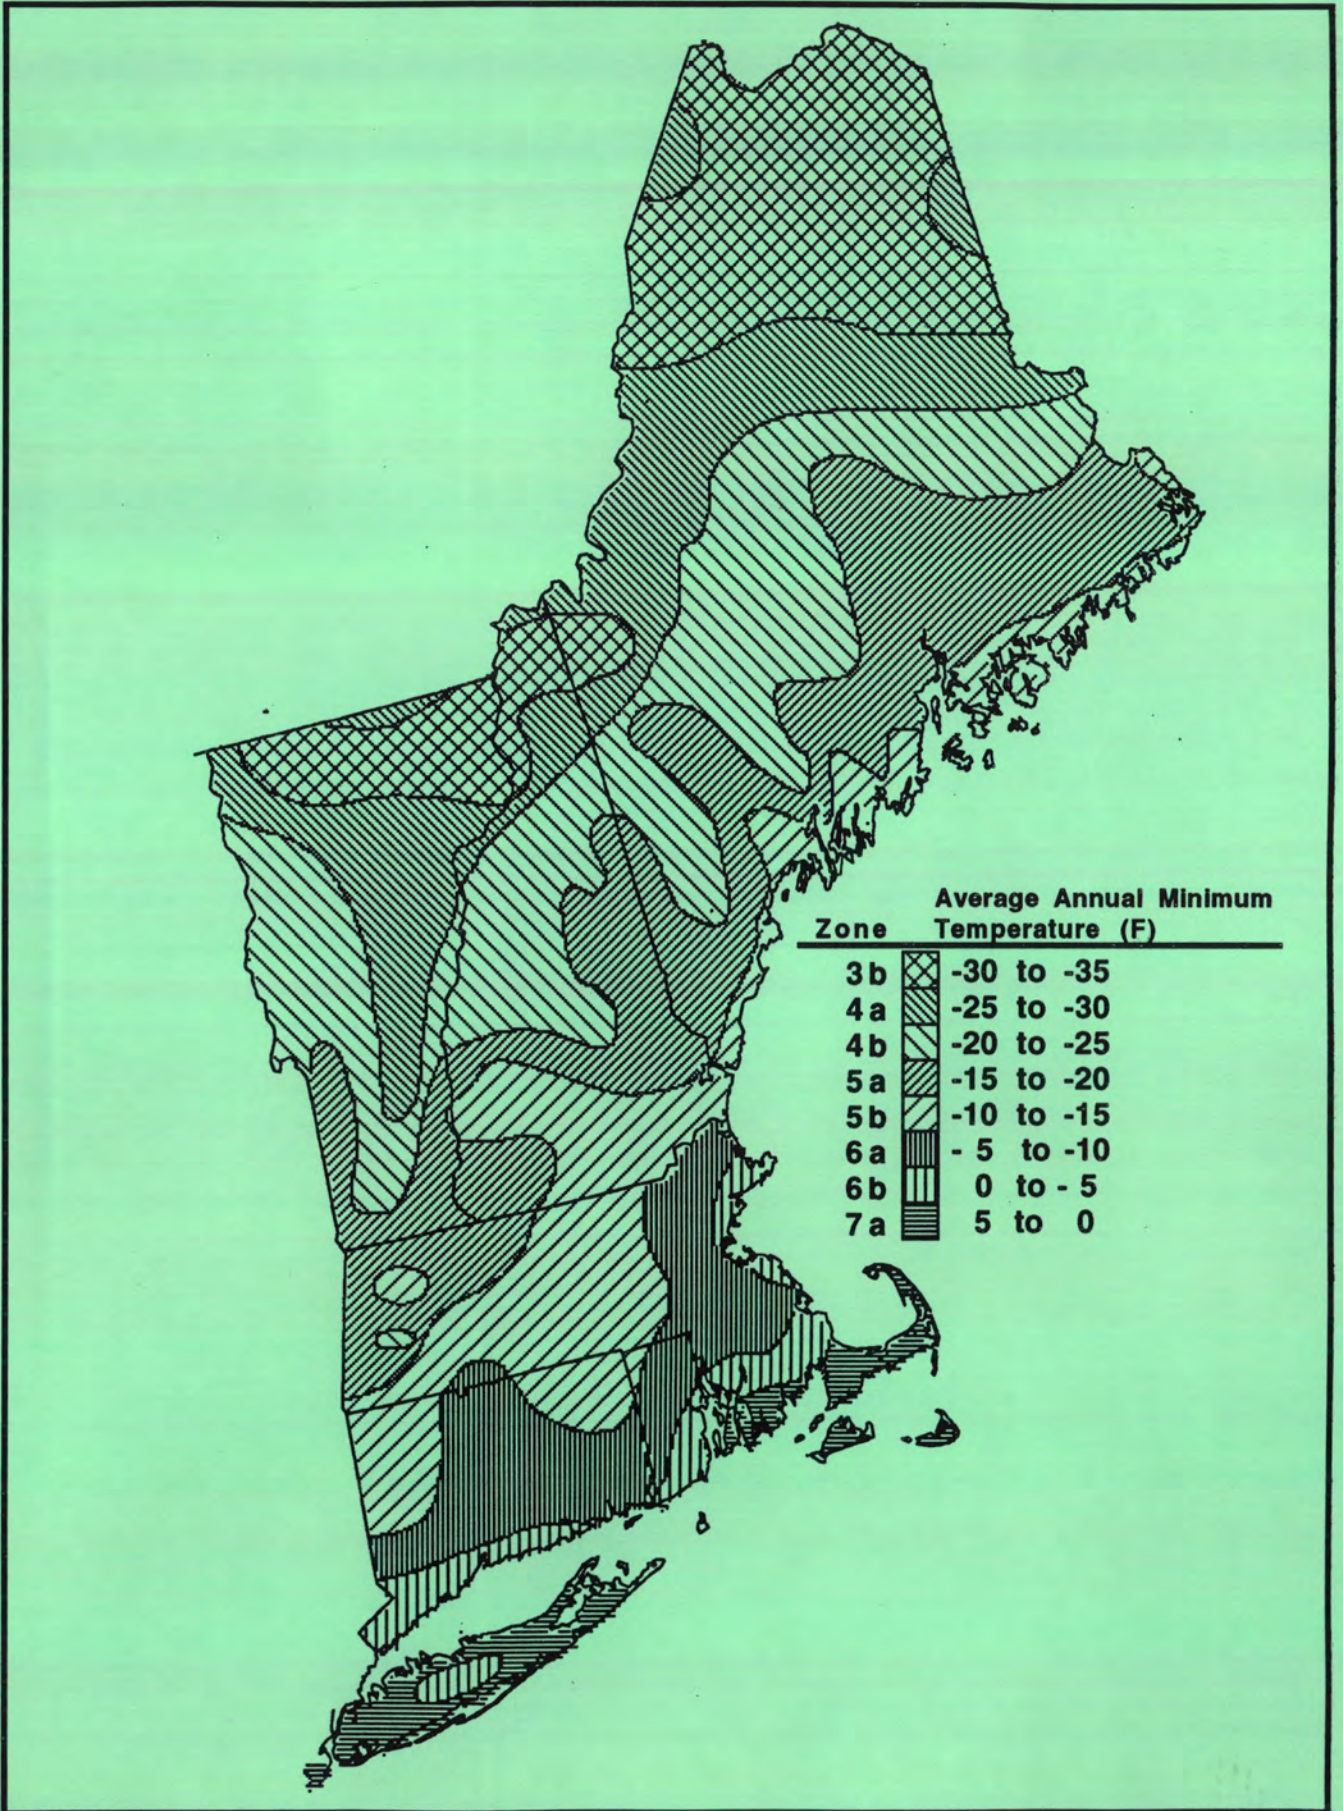 Average Annual Minimum
Zone Temperature (F)
3b -30 to -35
4a -25 to -30
4b -20 to -25
5a -15 to -20
5b -10 to -15
6a - 5 to -10
6b 0 to - 5
7a 5 to 0